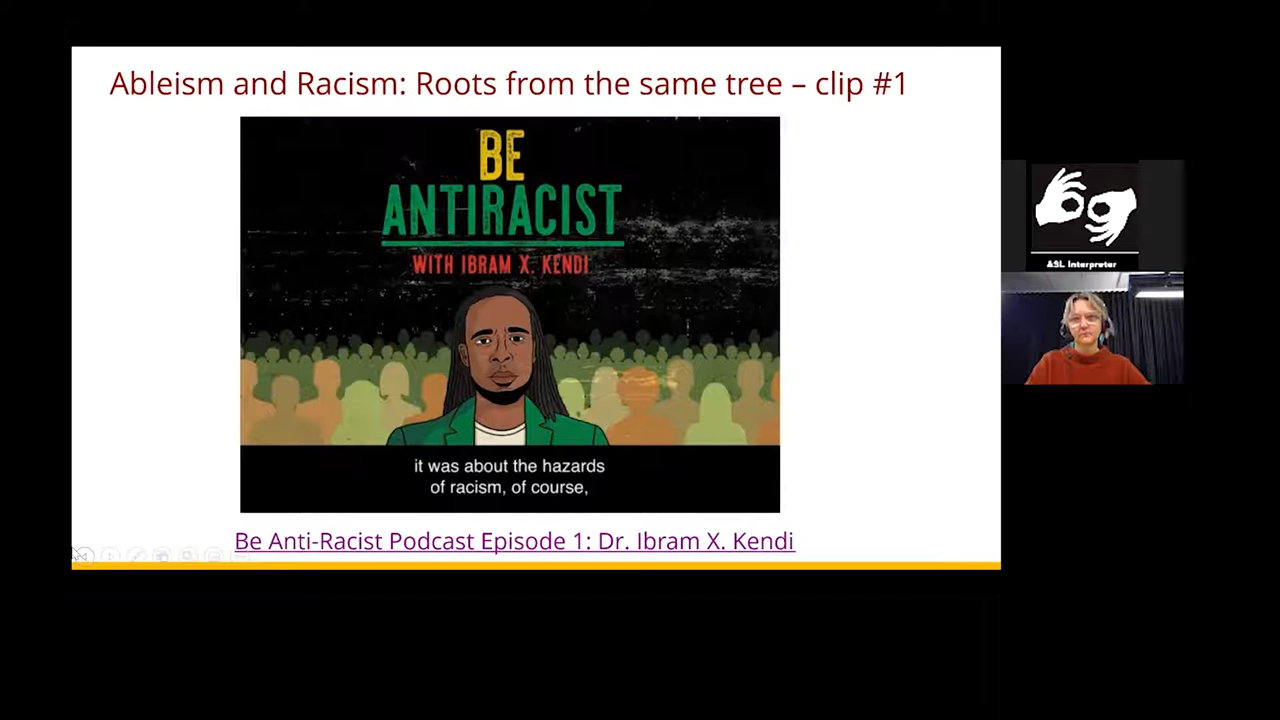 Ableism and Racism: Roots from the same tree – clip #1
BE
ANTIRACIST
WITH IBRAM X. KENDI
it was about the hazards
of racism, of course,
Be Anti-Racist Podcast Episode 1: Dr. Ibram X. Kendi
ASL Interpreter